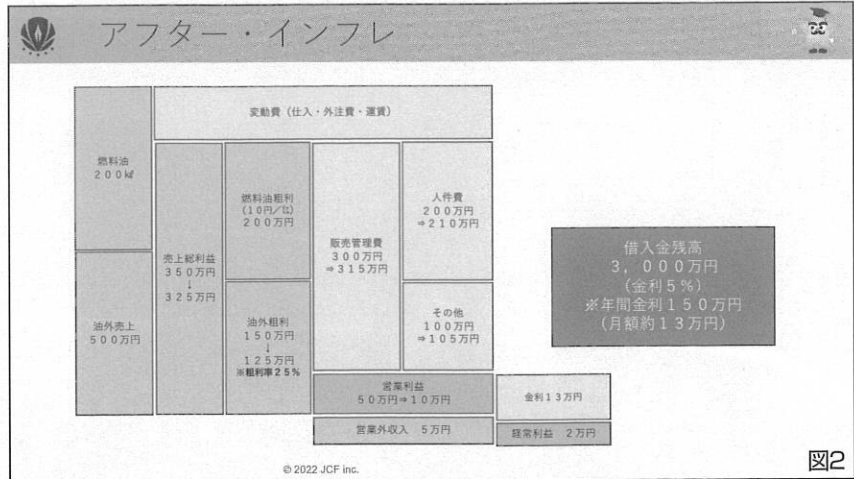 アフター・インフレ
変動費（仕入・外注費・運賃）
燃料油
２００㎘
油外売上
５００万円
売上総利益
３５０万円
↓
３２５万円
燃料油粗利
(１０円/㍑)
２００万円
油外粗利
１５０万円
↓
１２５万円
※粗利率２５％
販売管理費
３００万円
⇒３１５万円
人件費
２００万円
⇒２１０万円
その他
１００万円
⇒１０５万円
営業利益
５０万円⇒１０万円
営業外収入　５万円
金利１３万円
経常利益　２万円
借入金残高
３，０００万円
(金利５％)
※年間金利１５０万円
(月額約１３万円)
© 2022 JCF inc.
図2